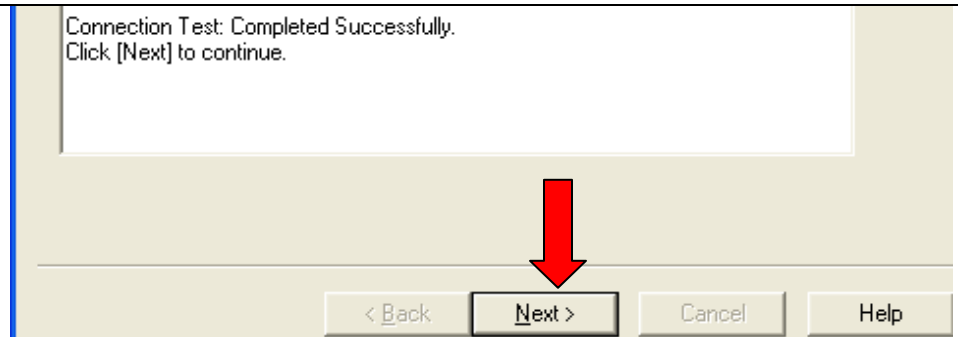 Connection Test: Completed Successfully.
Click [Next] to continue.
< Back Next > Cancel Help